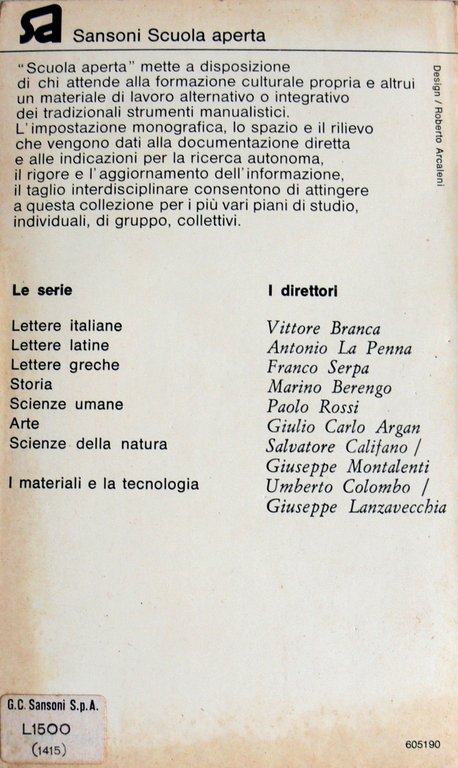 sa Sansoni Scuola aperta
"Scuola aperta" mette a disposizione
di chi attende alla formazione culturale propria e altrui
un materiale di lavoro alternativo o integrativo
dei tradizionali strumenti manualistici.
L'impostazione monografica, lo spazio e il rilievo
che vengono dati alla documentazione diretta
e alle indicazioni per la ricerca autonoma,
il rigore e l'aggiornamento dell'informazione,
il taglio interdisciplinare consentono di attingere
a questa collezione per i più vari piani di studio,
individuali, di gruppo, collettivi.
Design / Roberto Arcaleni
Le serie I direttori
Lettere italiane Vittore Branca
Lettere latine Antonio La Penna
Lettere greche Franco Serpa
Storia Marino Berengo
Scienze umane Paolo Rossi
Arte Giulio Carlo Argan
Scienze della natura Salvatore Califano /
Giuseppe Montalenti
I materiali e la tecnologia Umberto Colombo /
Giuseppe Lanzavecchia
G.C. Sansoni S.p.A.
L1500
(1415)
605190